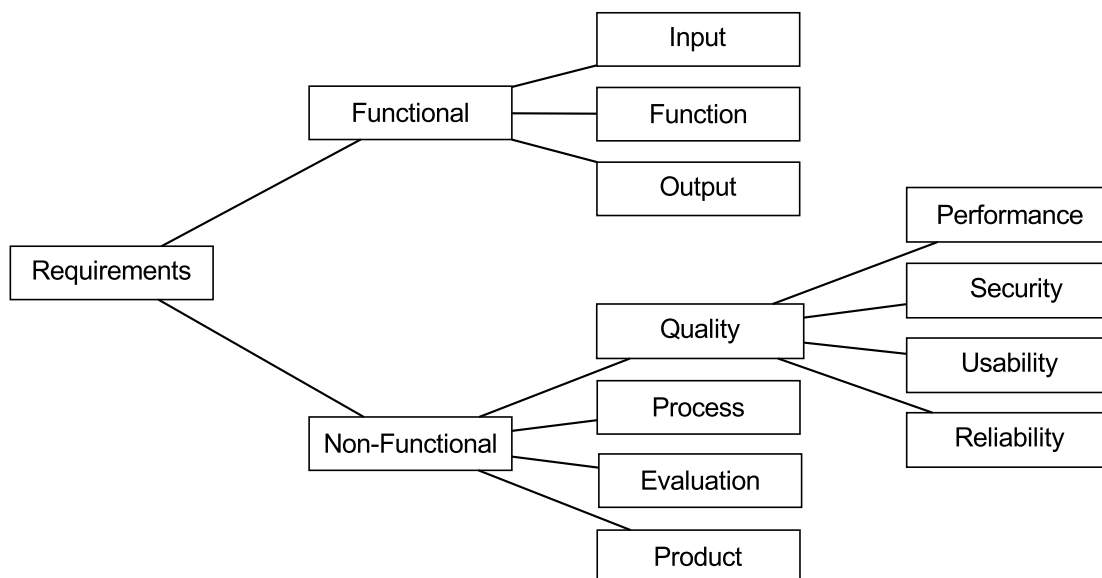 Input
Functional
Function
Output
Performance
Requirements
Security
Quality
Usability
Process
Reliability
Non-Functional
Evaluation
Product